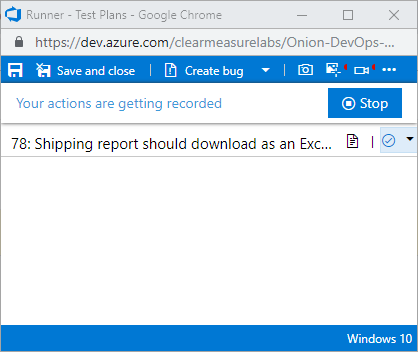 Runner - Test Plans - Google Chrome
https://dev.azure.com/clearmeasurelabs/Onion-DevOps-...
Save and close Create bug
Your actions are getting recorded Stop
78: Shipping report should download as an Exc...
Windows 10